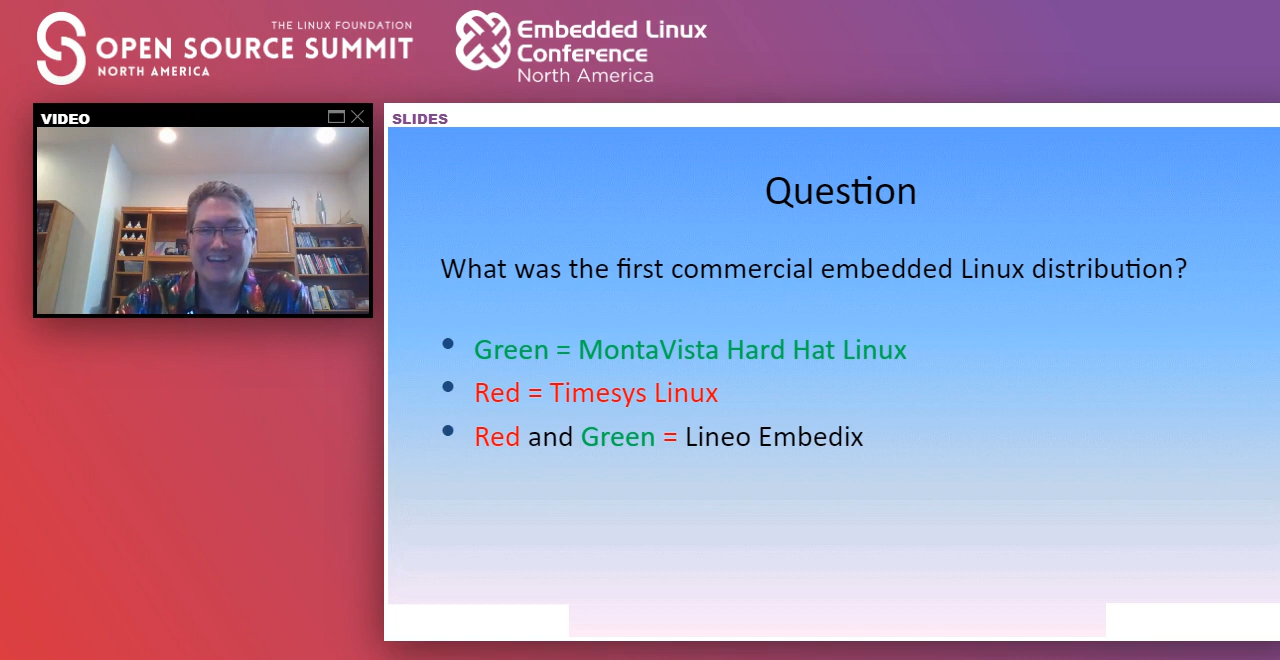 THE LINUX FOUNDATION
OPEN SOURCE SUMMIT
NORTH AMERICA
Embedded Linux
Conference
North America
VIDEO
SLIDES
Question
What was the first commercial embedded Linux distribution?
• Green = MontaVista Hard Hat Linux
• Red = Timesys Linux
• Red and Green = Lineo Embedix